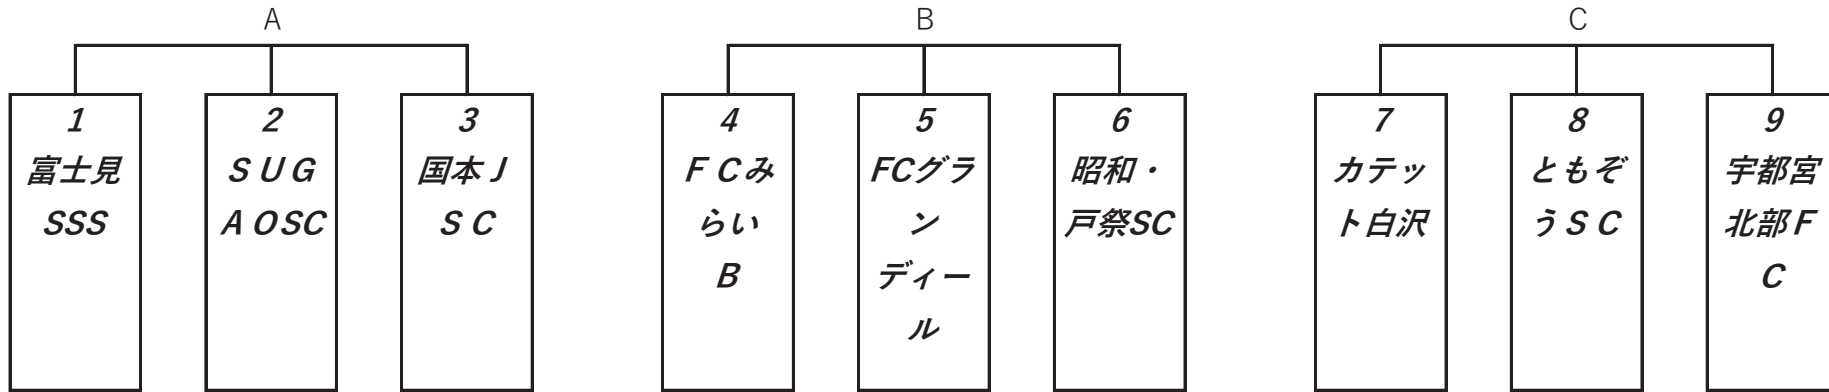 A
B
C
1
富士見
SSS
2
ＳＵＧ
ＡＯSC
3
国本Ｊ
ＳＣ
4
ＦＣみ
らい
B
5
FCグラ
ン
ディー
ル
6
昭和・
戸祭SC
7
カテッ
ト白沢
8
ともぞ
うＳＣ
9
宇都宮
北部Ｆ
Ｃ